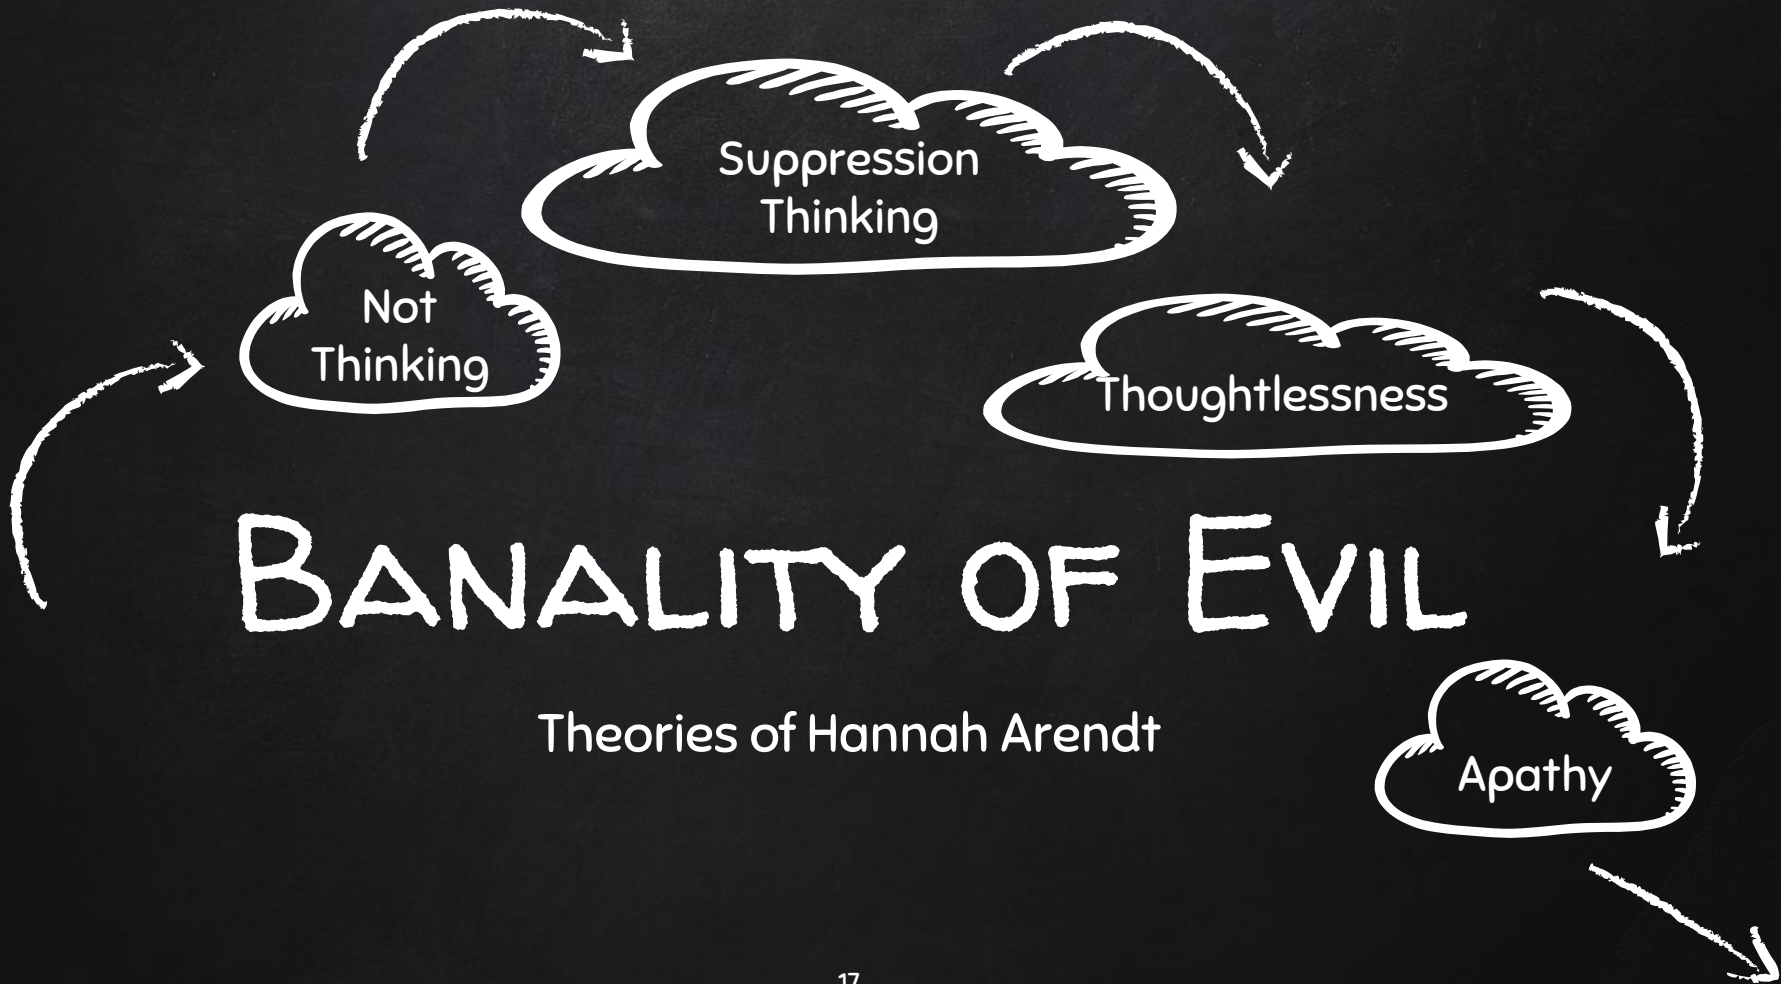 Suppression
Thinking
Not
Thinking
Thoughtlessness
Banality of Evil
Theories of Hannah Arendt
Apathy
17